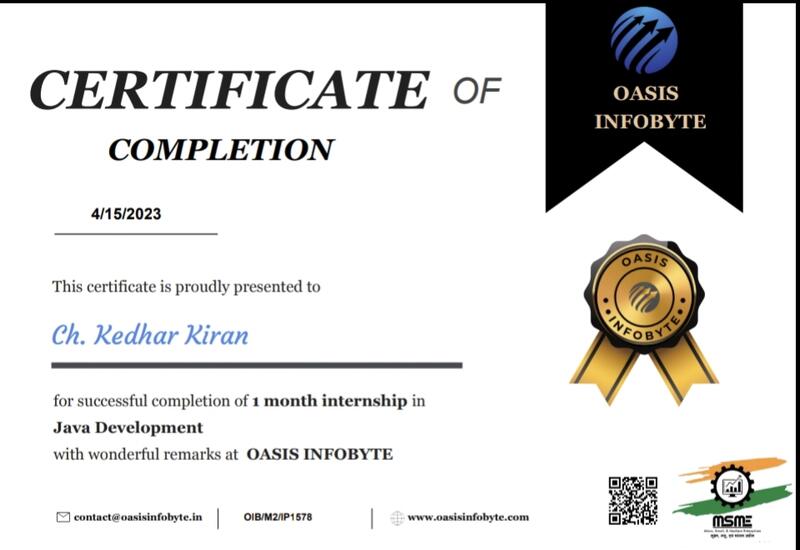 CERTIFICATE OF
COMPLETION
OASIS
INFOBYTE
4/15/2023
OASIS
INFOBYTE
This certificate is proudly presented to
Ch. Kedhar Kiran
for successful completion of 1 month internship in
Java Development
with wonderful remarks at OASIS INFOBYTE
contact@oasisinfobyte.in
OIB/M2/IP1578
www.oasisinfobyte.com
MSME